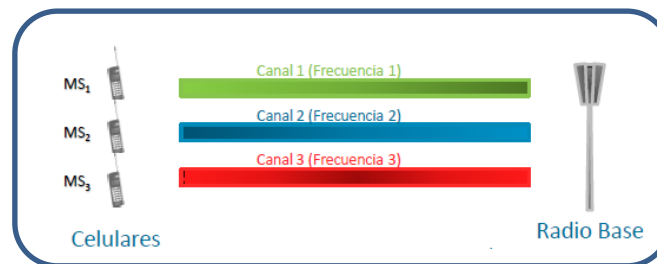 Canal 1 (Frecuencia 1)
MS1
Canal 2 (Frecuencia 2)
MS2
Canal 3 (Frecuencia 3)
MS3
Celulares
Radio Base